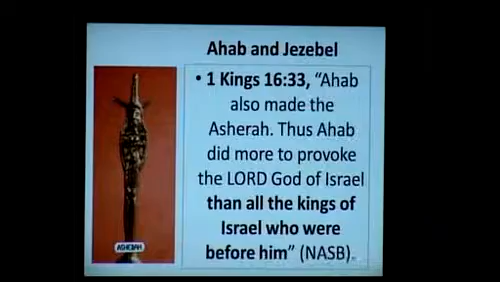 Ahab and Jezebel
• 1 Kings 16:33, “Ahab
also made the
Asherah. Thus Ahab
did more to provoke
the LORD God of Israel
than all the kings of
Israel who were
before him” (NASB).
ASHERAH